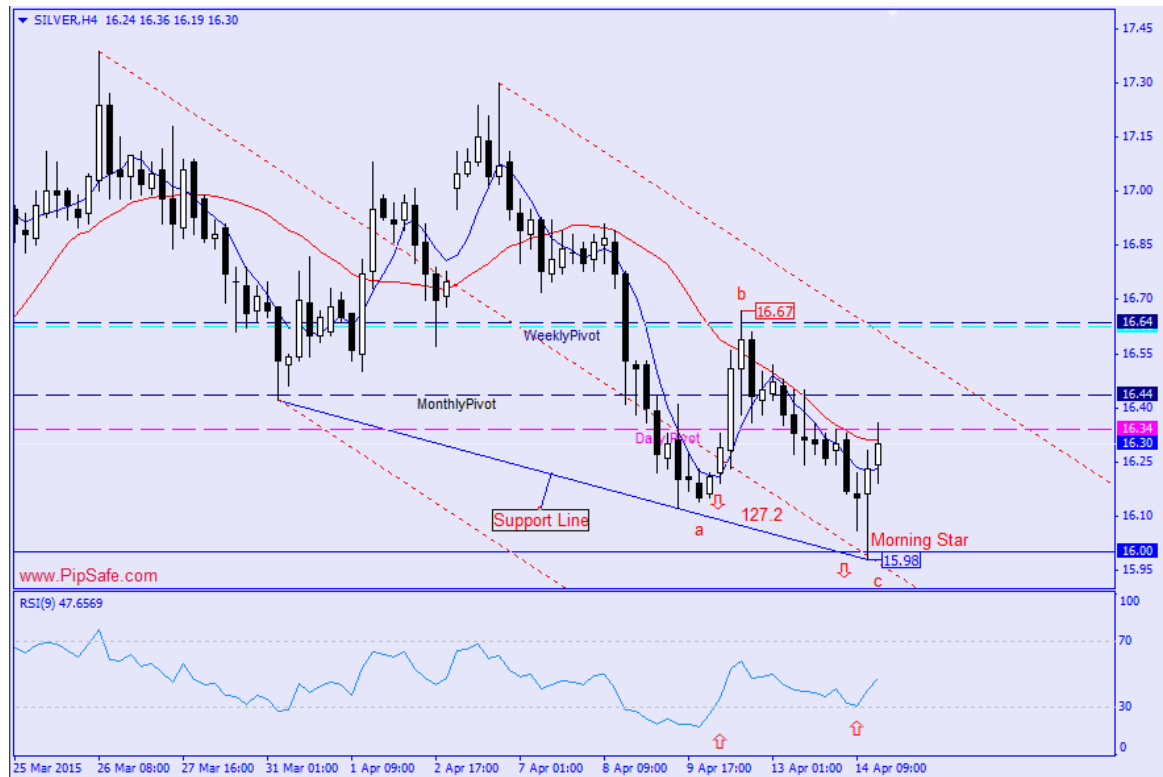 SILVER,H4 16.24 16.36 16.19 16.30
17.45
17.30
17.15
17.00
16.85
16.70
16.64
16.55
16.44
16.40
16.34
16.30
16.25
16.10
16.00
15.95
b
16.67
WeeklyPivot
MonthlyPivot
Daily Pivot
Support Line
a
127.2
Morning Star
15.98
c
www.PipSafe.com
RSI(9) 47.6569
100
70
30
0
25 Mar 2015
26 Mar 08:00
27 Mar 16:00
31 Mar 01:00
1 Apr 09:00
2 Apr 17:00
7 Apr 01:00
8 Apr 09:00
9 Apr 17:00
13 Apr 01:00
14 Apr 09:00